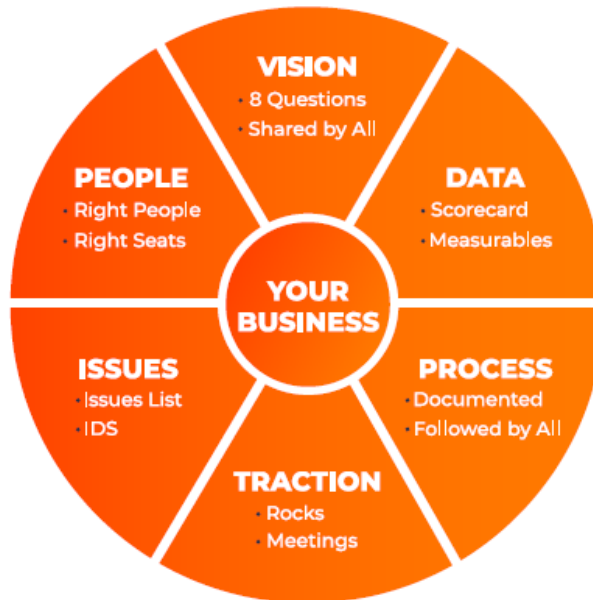 VISION
• 8 Questions
• Shared by All
PEOPLE
• Right People
• Right Seats
DATA
• Scorecard
• Measurables
YOUR
BUSINESS
ISSUES
• Issues List
• IDS
PROCESS
• Documented
• Followed by All
TRACTION
• Rocks
• Meetings